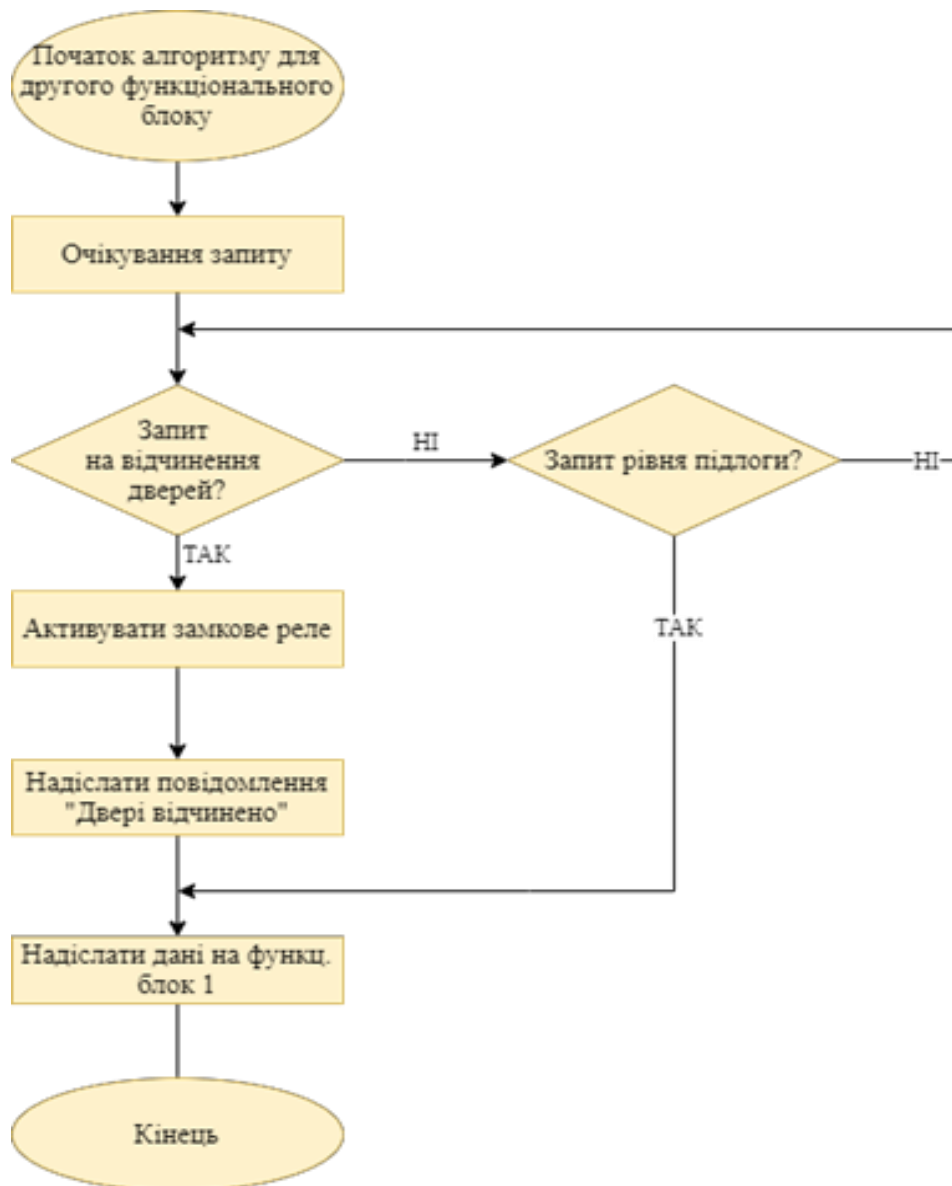 Початок алгоритму для
другого функціонального
блоку
Очікування запиту
Запит
на відчинення
дверей?
НІ
Запит рівня підлоги?
НІ
ТАК
Активувати замкове реле
ТАК
Надіслати повідомлення
"Двері відчинено"
Надіслати дані на функц.
блок 1
Кінець